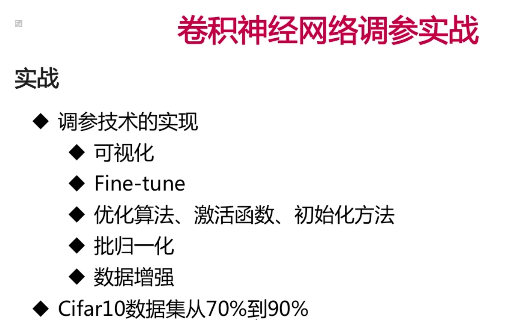 卷积神经网络调参实战
实战
◆ 调参技术的实现
◆ 可视化
◆ Fine-tune
◆ 优化算法、激活函数、初始化方法
◆ 批归一化
◆ 数据增强
◆ Cifar10数据集从70%到90%